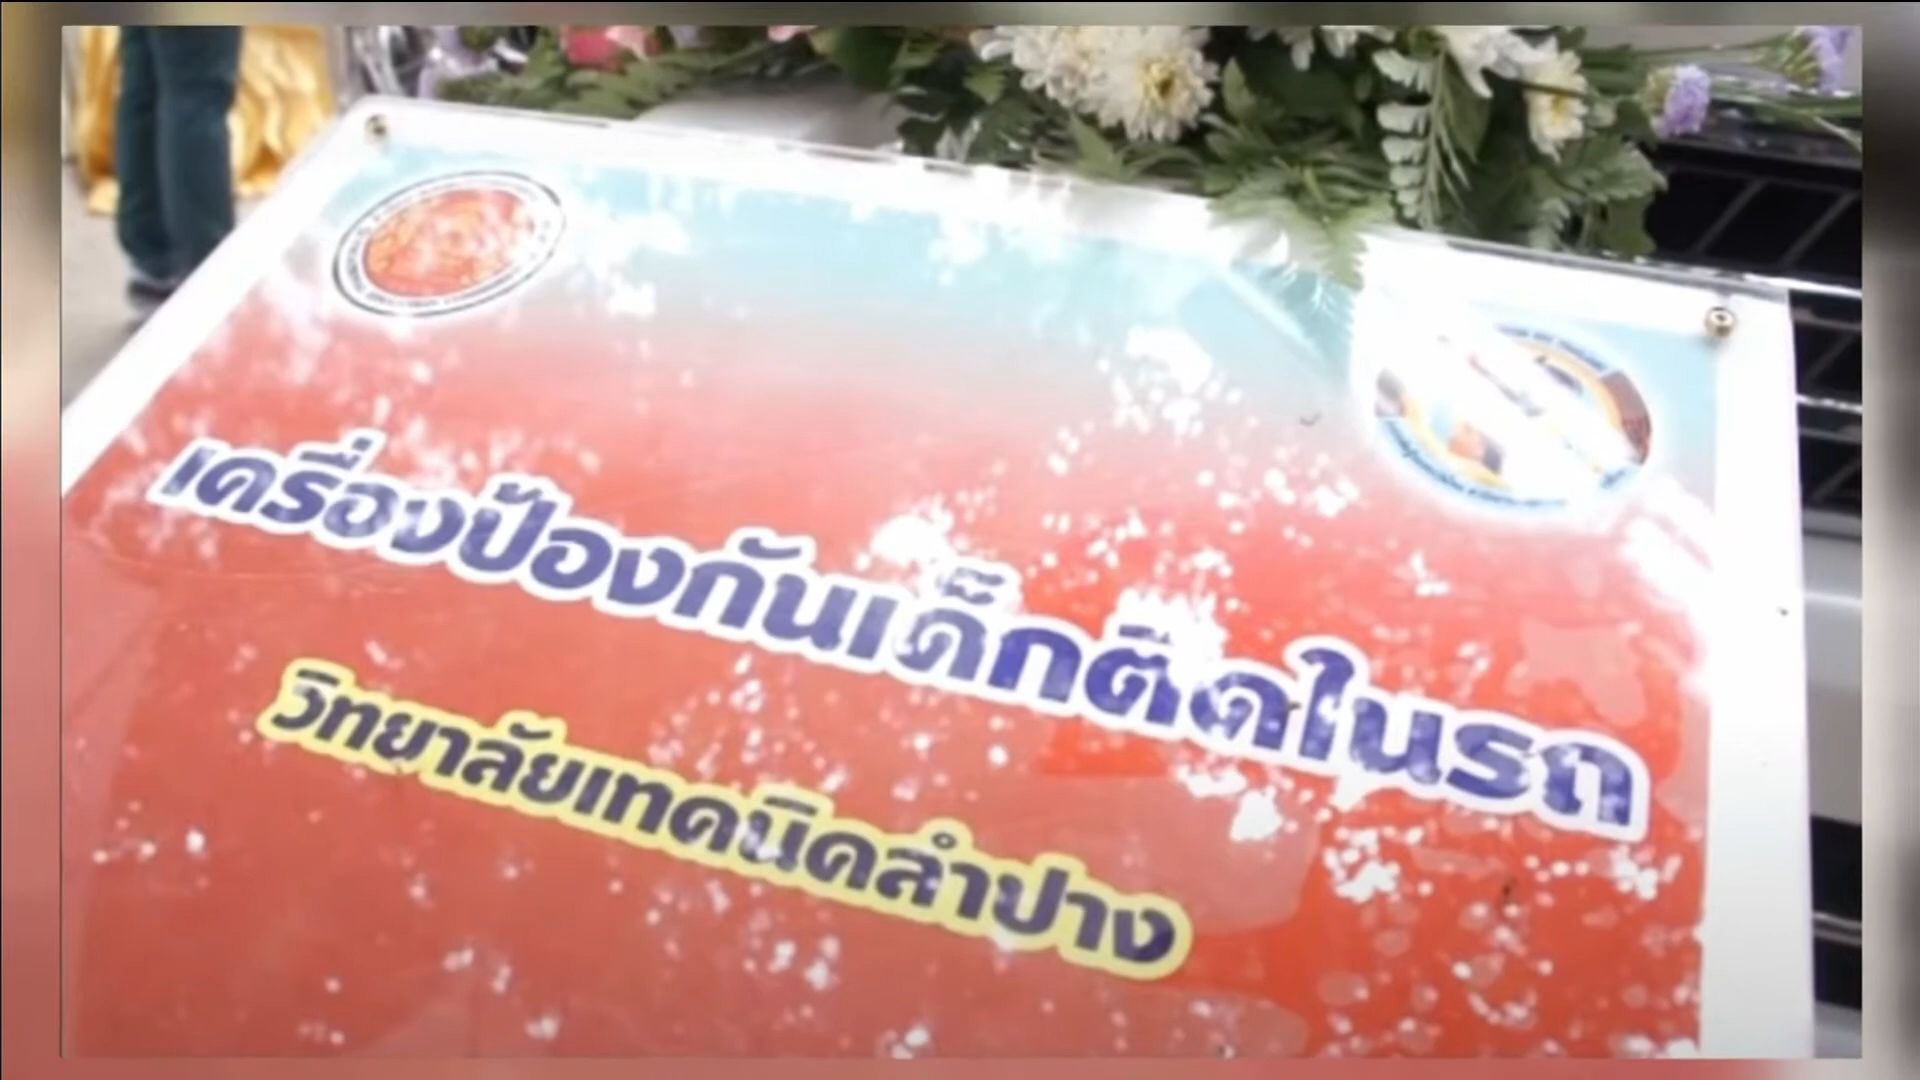 เครื่องป้องกันเด็กติดในรถ
วิทยาลัยเทคนิคลำปาง